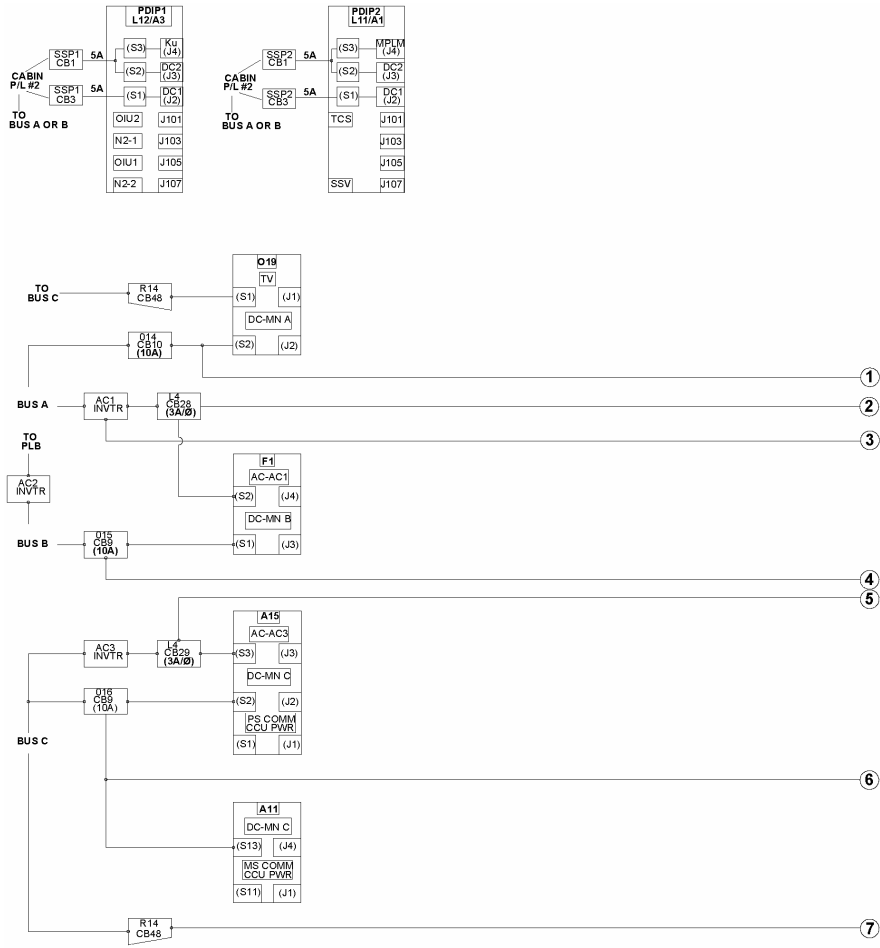 PDIP1
L12/A3
SSP1
CB1
5A
(S3)
Ku
(J4)
(S2)
DC2
(J3)
CABIN
P/L #2
SSP1
CB3
5A
(S1)
DC1
(J2)
TO
BUS A OR B
OIU2
J101
N2-1
J103
OIU1
J105
N2-2
J107
PDIP2
L11/A1
SSP2
CB1
5A
(S3)
MPLM
(J4)
(S2)
DC2
(J3)
CABIN
P/L #2
SSP2
CB3
5A
(S1)
DC1
(J2)
TO
BUS A OR B
TCS
J101
J103
J105
SSV
J107
O19
TV
TO
BUS C
R14
CB48
(S1)
(J1)
DC-MN A
014
CB10
(10A)
(S2)
(J2)
1
BUS A
AC1
INVTR
L4
CB28
(3A/Ø)
2
3
TO
PLB
AC2
INVTR
F1
AC-AC1
(S2)
(J4)
DC-MN B
BUS B
015
CB9
(10A)
(S1)
(J3)
4
5
A15
AC-AC3
AC3
INVTR
L4
CB29
(3A/Ø)
(S3)
(J3)
DC-MN C
016
CB9
(10A)
(S2)
(J2)
PS COMM
CCU PWR
BUS C
(S1)
(J1)
6
A11
DC-MN C
(S13)
(J4)
MS COMM
CCU PWR
(S11)
(J1)
R14
CB48
7